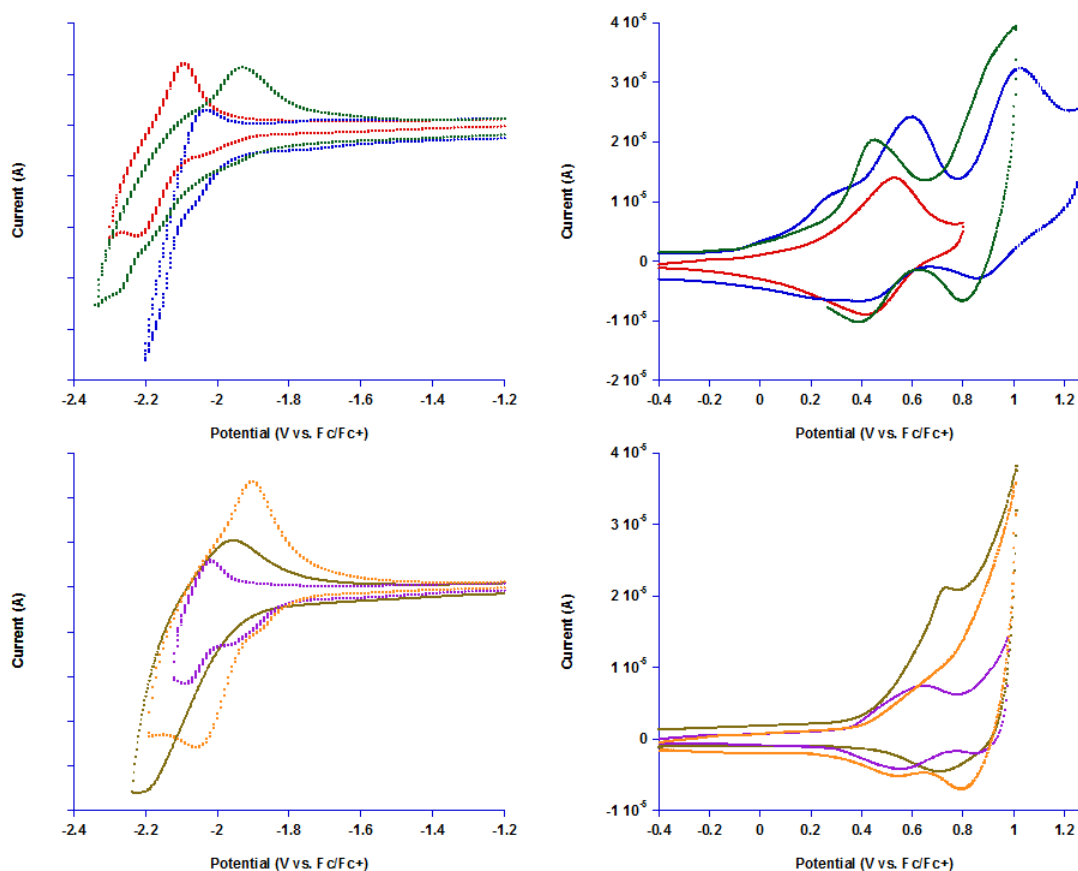 Current (A)
-2.4 -2.2 -2 -1.8 -1.6 -1.4 -1.2
Potential (V vs. Fc/Fc+)
Current (A)
4 10-5
3 10-5
2 10-5
1 10-5
0
-1 10-5
-2 10-5
-0.4 -0.2 0 0.2 0.4 0.6 0.8 1 1.2
Potential (V vs. Fc/Fc+)
Current (A)
-2.4 -2.2 -2 -1.8 -1.6 -1.4 -1.2
Potential (V vs. Fc/Fc+)
Current (A)
4 10-5
3 10-5
2 10-5
1 10-5
0
-1 10-5
-0.4 -0.2 0 0.2 0.4 0.6 0.8 1 1.2
Potential (V vs. Fc/Fc+)